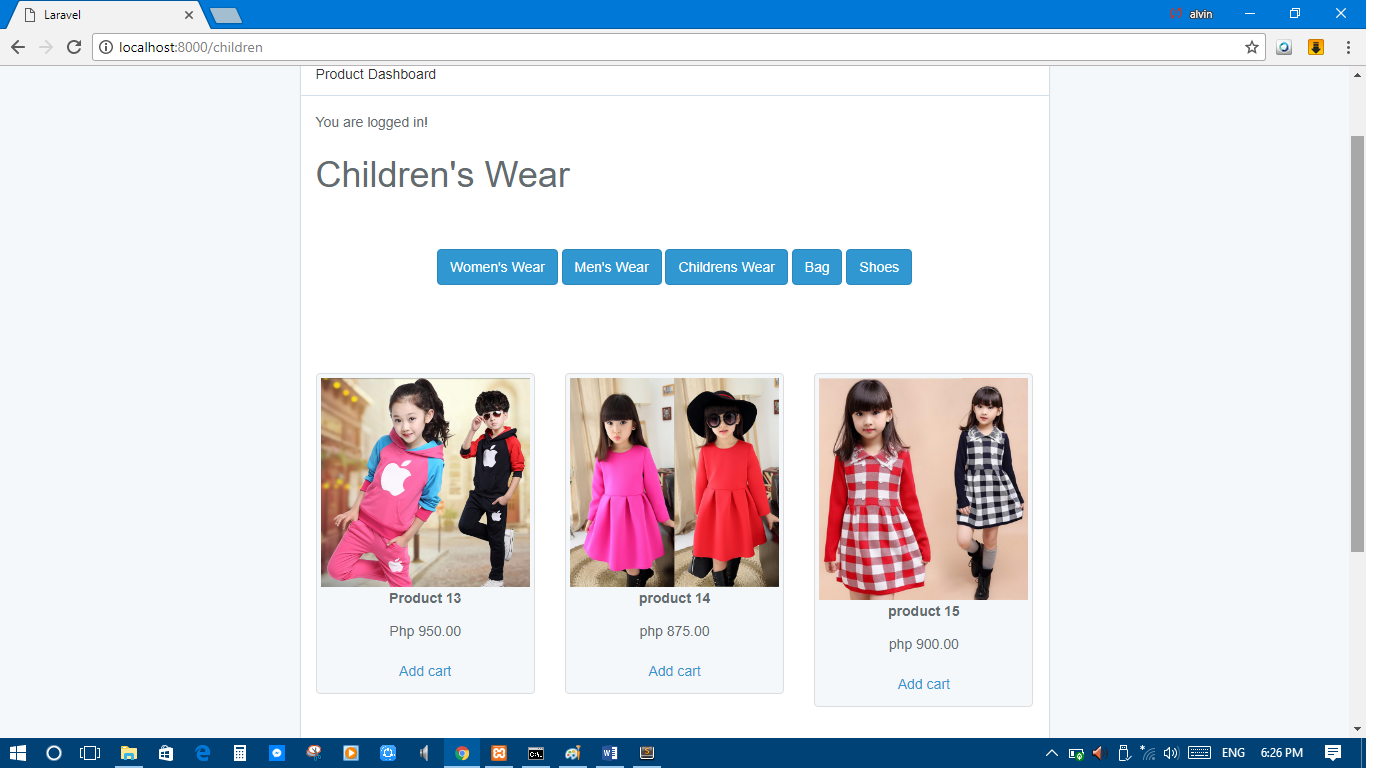 Laravel
alvin
localhost:8000/children
Product Dashboard
You are logged in!
Children's Wear
Women's Wear Men's Wear Childrens Wear Bag Shoes
Product 13
Php 950.00
Add cart
product 14
php 875.00
Add cart
product 15
php 900.00
Add cart
ENG 6:26 PM